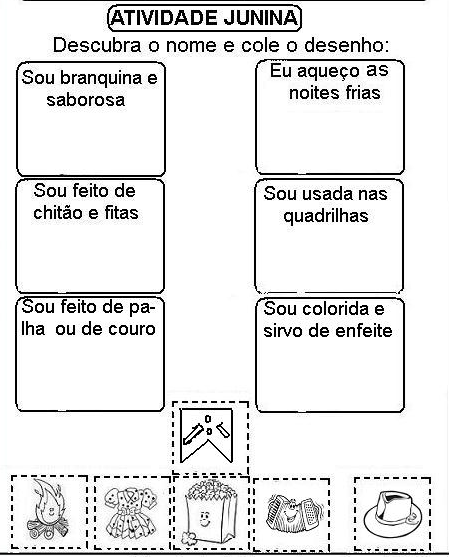 ATIVIDADE JUNINA
Descubra o nome e cole o desenho:
Sou branquina e
saborosa
Eu aqueço as
noites frias
Sou feito de
chitão e fitas
Sou usada nas
quadrilhas
Sou feito de pa-
lha ou de couro
Sou colorida e
sirvo de enfeite